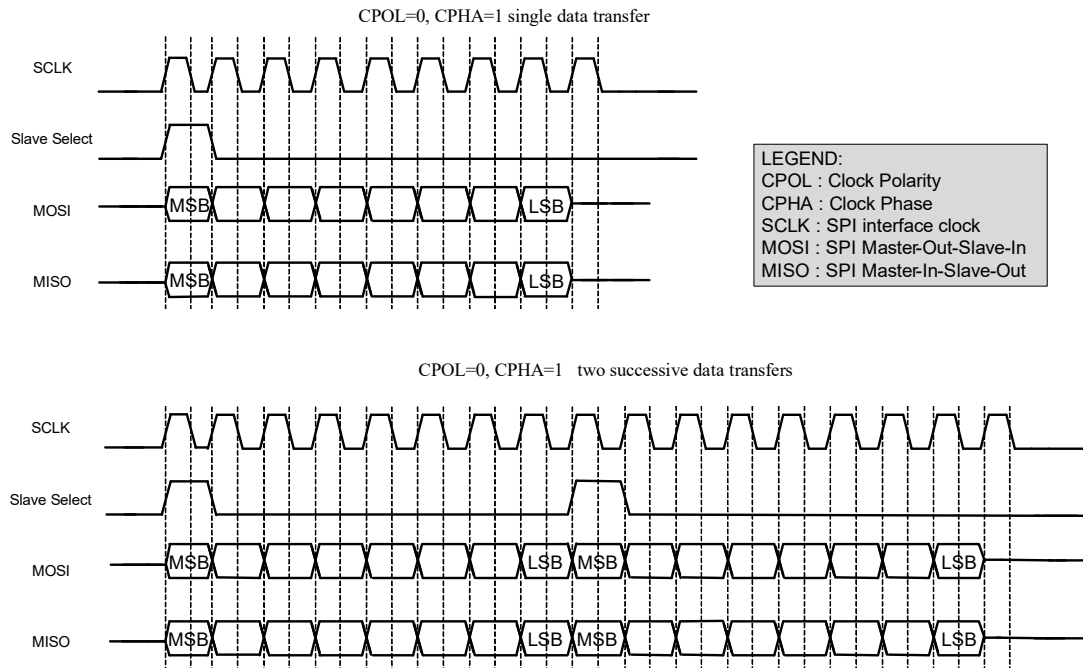 CPOL=0, CPHA=1 single data transfer
SCLK
Slave Select
MOSI
MSB
LSB
MISO
MSB
LSB
LEGEND:
CPOL : Clock Polarity
CPHA : Clock Phase
SCLK : SPI interface clock
MOSI : SPI Master-Out-Slave-In
MISO : SPI Master-In-Slave-Out
CPOL=0, CPHA=1 two successive data transfers
SCLK
Slave Select
MOSI
MSB
LSB
MSB
LSB
MISO
MSB
LSB
MSB
LSB